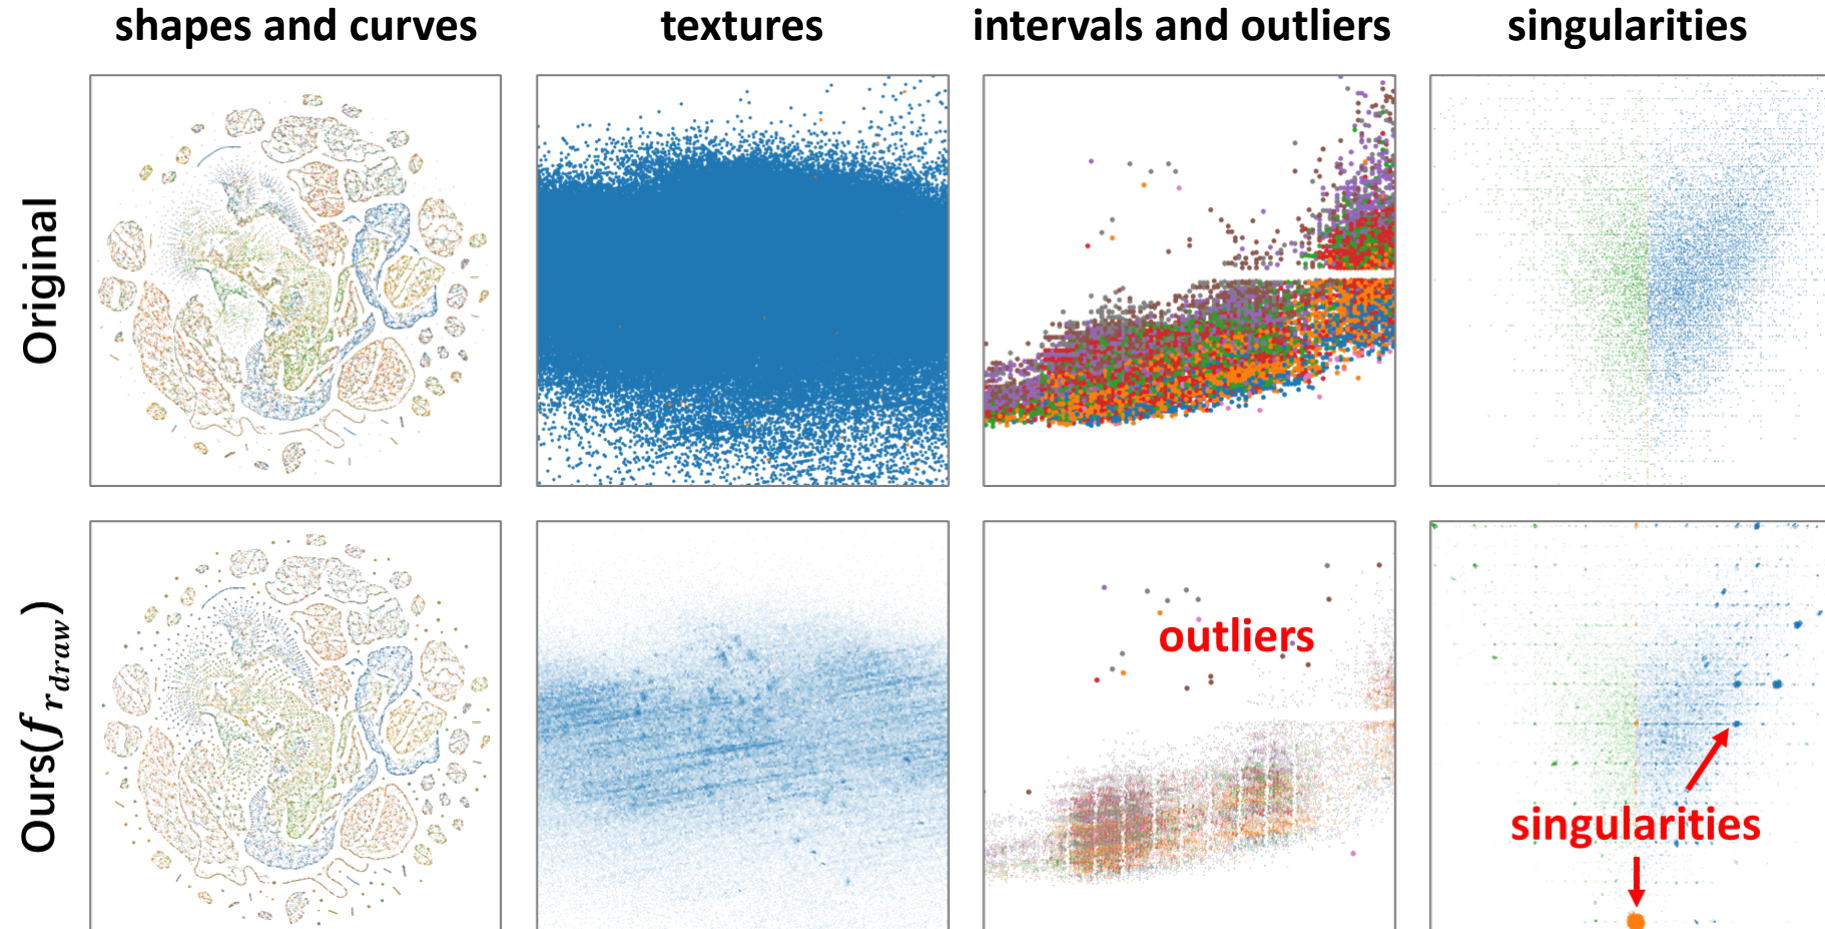 shapes and curves
textures
intervals and outliers
singularities
Original
Ours(f_{r_{draw}})
outliers
singularities